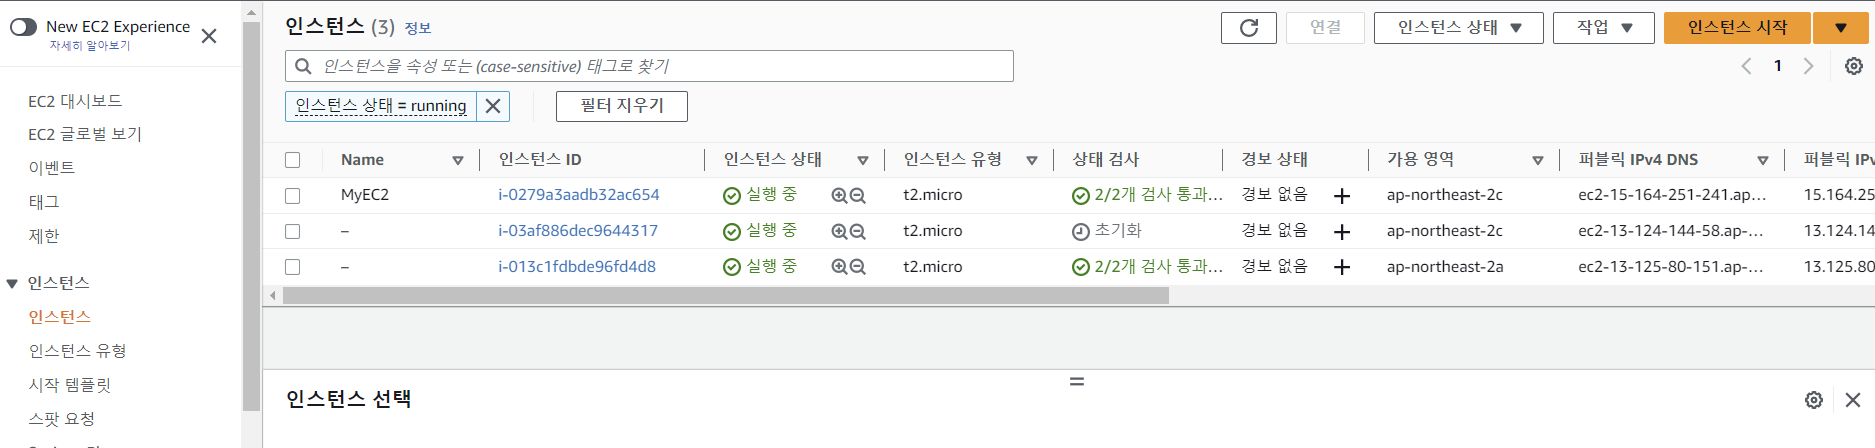 New EC2 Experience
자세히 알아보기
EC2 대시보드
EC2 글로벌 보기
이벤트
태그
제한
인스턴스
인스턴스
인스턴스 유형
시작 템플릿
스팟 요청
인스턴스 (3) 정보
연결
인스턴스 상태
작업
인스턴스 시작
인스턴스을 속성 또는 (case-sensitive) 태그로 찾기
1
인스턴스 상태 = running
필터 지우기
Name 인스턴스 ID 인스턴스 상태 인스턴스 유형 상태 검사 경보 상태 가용 영역 퍼블릭 IPv4 DNS 퍼블릭 IPv
MyEC2 i-0279a3aadb32ac654 실행 중 t2.micro 2/2개 검사 통과... 경보 없음 + ap-northeast-2c ec2-15-164-251-241.ap... 15.164.25
– i-03af886dec9644317 실행 중 t2.micro 초기화 경보 없음 + ap-northeast-2c ec2-13-124-144-58.ap-... 13.124.14
– i-013c1fdbde96fd4d8 실행 중 t2.micro 2/2개 검사 통과... 경보 없음 + ap-northeast-2a ec2-13-125-80-151.ap-... 13.125.80
인스턴스 선택